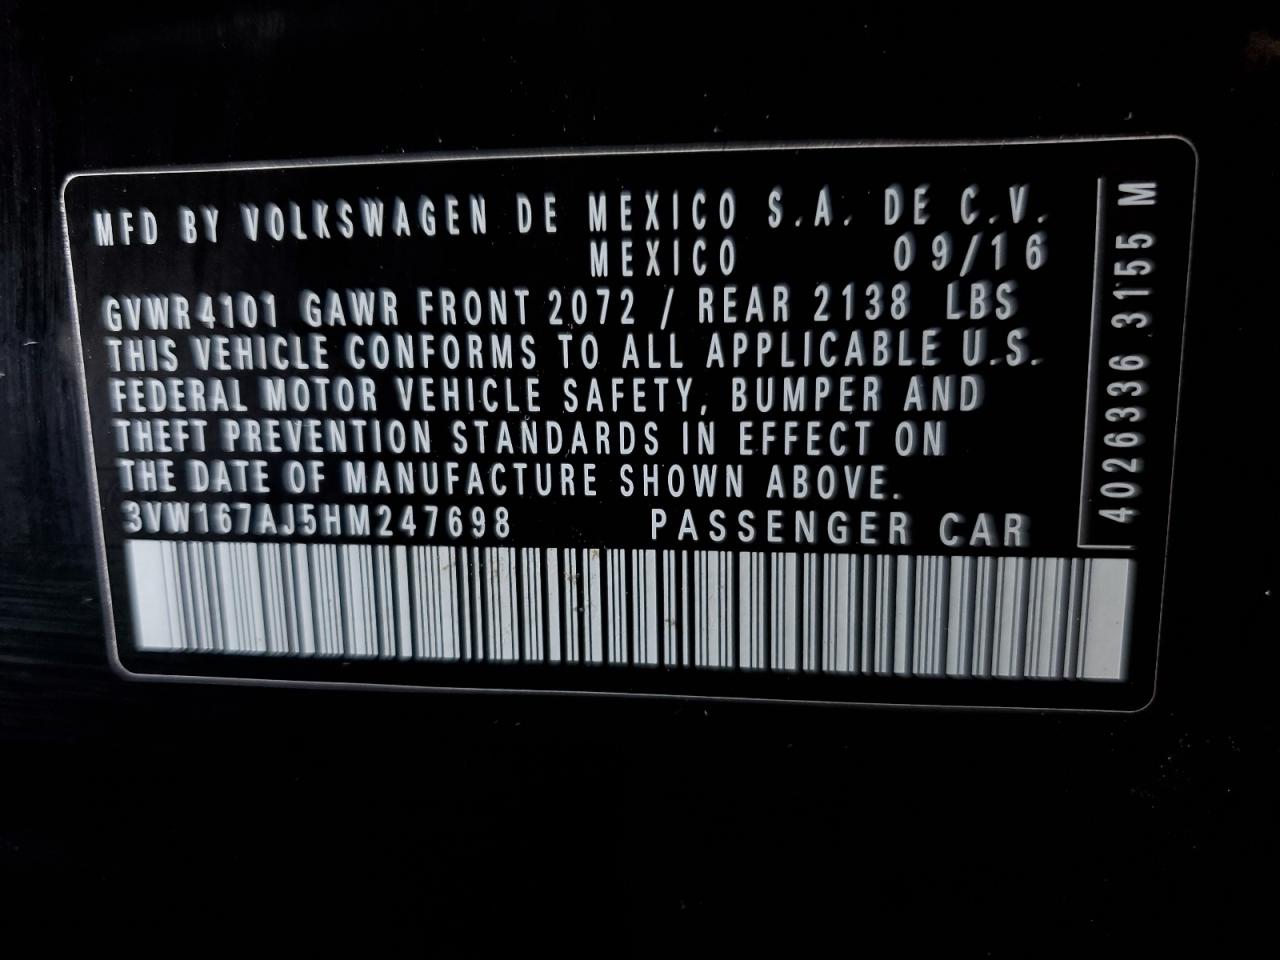 MFD BY VOLKSWAGEN DE MEXICO S.A. DE C.V.
MEXICO 09/16
GVWR4101 GAWR FRONT 2072 / REAR 2138 LBS
THIS VEHICLE CONFORMS TO ALL APPLICABLE U.S.
FEDERAL MOTOR VEHICLE SAFETY, BUMPER AND
THEFT PREVENTION STANDARDS IN EFFECT ON
THE DATE OF MANUFACTURE SHOWN ABOVE.
3VW167AJ5HM247698 PASSENGER CAR
4026336 3155 M